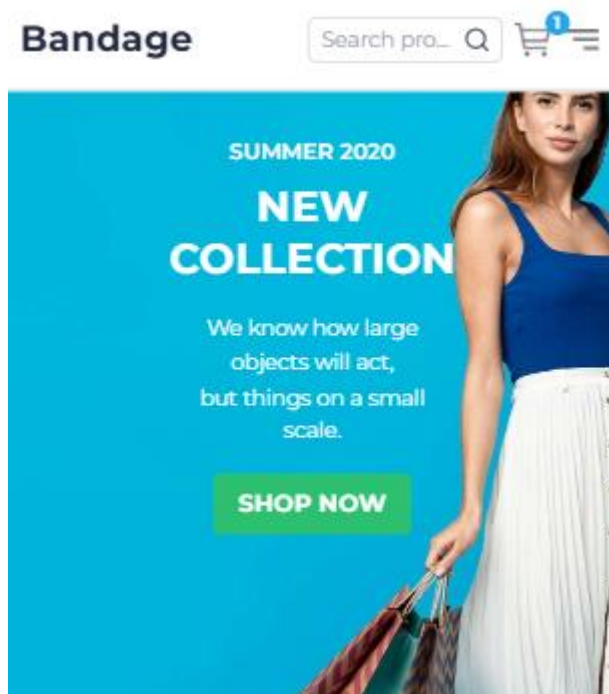 Bandage
Search pro...
1
SUMMER 2020
NEW
COLLECTION
We know how large
objects will act,
but things on a small
scale.
SHOP NOW